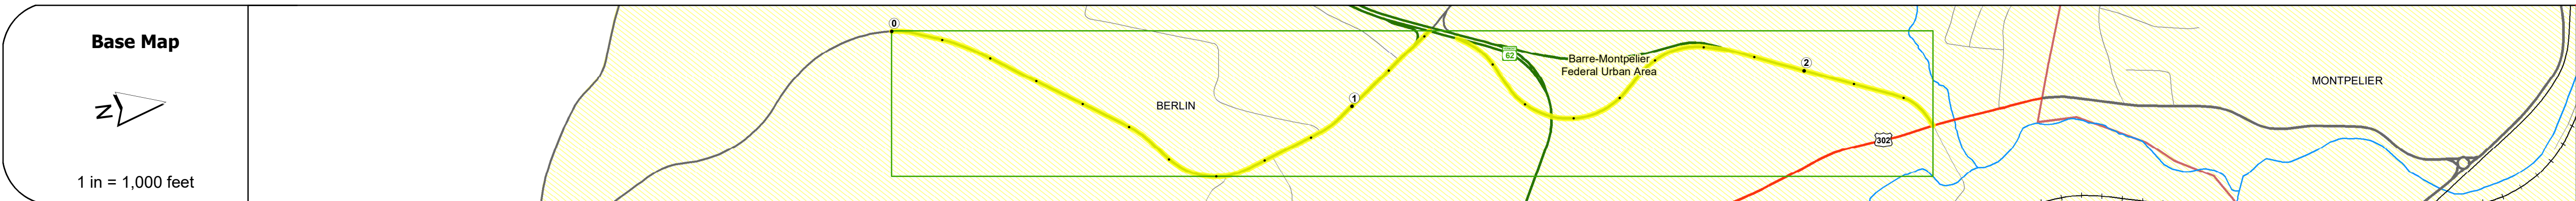 Base Map
N
1 in = 1,000 feet
0
BERLIN
1
62
Barre-Montpelier
Federal Urban Area
2
302
MONTPELIER